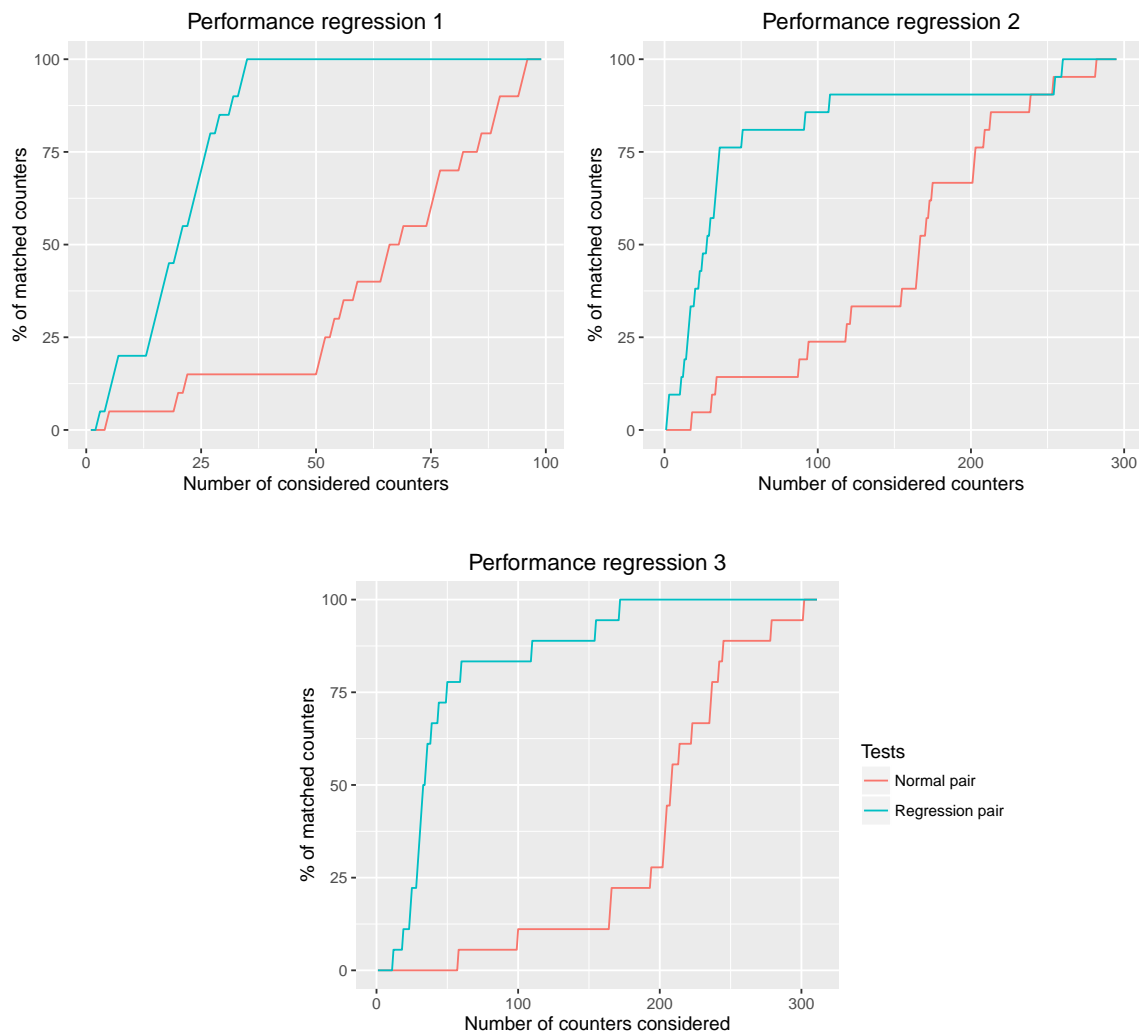 Performance regression 1
% of matched counters
100
75
50
25
0
0 25 50 75 100
Number of considered counters
Performance regression 2
% of matched counters
100
75
50
25
0
0 100 200 300
Number of considered counters
Performance regression 3
% of matched counters
100
75
50
25
0
0 100 200 300
Number of counters considered
Tests
Normal pair
Regression pair